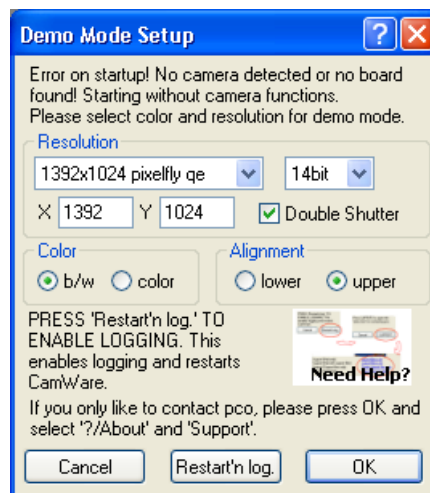 Demo Mode Setup
Error on startup! No camera detected or no board
found! Starting without camera functions.
Please select color and resolution for demo mode.
Resolution
1392x1024 pixelfly qe 14bit
X 1392 Y 1024 Double Shutter
Color Alignment
b/w color lower upper
PRESS 'Restart'n log.' TO
ENABLE LOGGING. This
enables logging and restarts
CamWare.
Need Help?
If you only like to contact pco, please press OK and
select '?/About' and 'Support'.
Cancel Restart'n log. OK